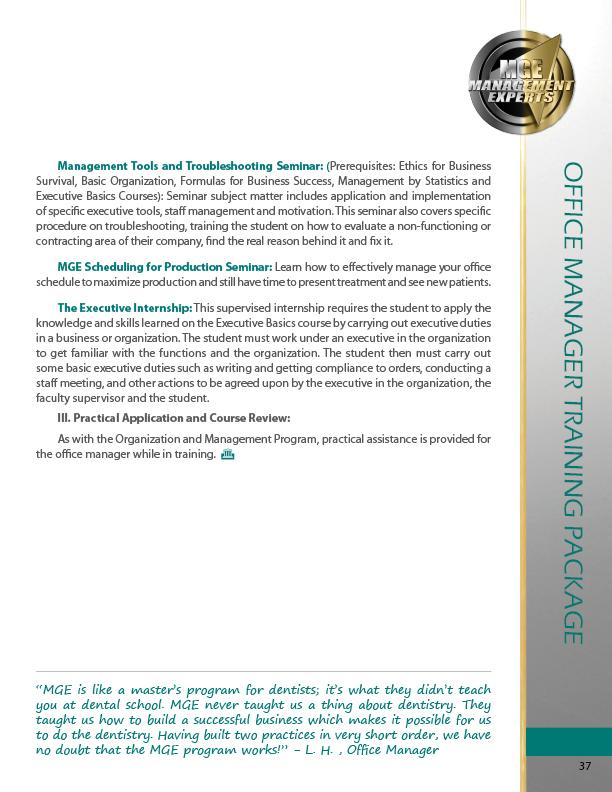 MGE
MANAGEMENT
EXPERTS
Management Tools and Troubleshooting Seminar: (Prerequisites: Ethics for Business
Survival, Basic Organization, Formulas for Business Success, Management by Statistics and
Executive Basics Courses): Seminar subject matter includes application and implementation
of specific executive tools, staff management and motivation. This seminar also covers specific
procedure on troubleshooting, training the student on how to evaluate a non-functioning or
contracting area of their company, find the real reason behind it and fix it.
MGE Scheduling for Production Seminar: Learn how to effectively manage your office
schedule to maximize production and still have time to present treatment and see new patients.
The Executive Internship: This supervised internship requires the student to apply the
knowledge and skills learned on the Executive Basics course by carrying out executive duties
in a business or organization. The student must work under an executive in the organization
to get familiar with the functions and the organization. The student then must carry out
some basic executive duties such as writing and getting compliance to orders, conducting a
staff meeting, and other actions to be agreed upon by the executive in the organization, the
faculty supervisor and the student.
III. Practical Application and Course Review:
As with the Organization and Management Program, practical assistance is provided for
the office manager while in training.
OFFICE MANAGER TRAINING PACKAGE
“MGE is like a master’s program for dentists; it’s what they didn’t teach
you at dental school. MGE never taught us a thing about dentistry. They
taught us how to build a successful business which makes it possible for us
to do the dentistry. Having built two practices in very short order, we have
no doubt that the MGE program works!” – L. H. , Office Manager
37